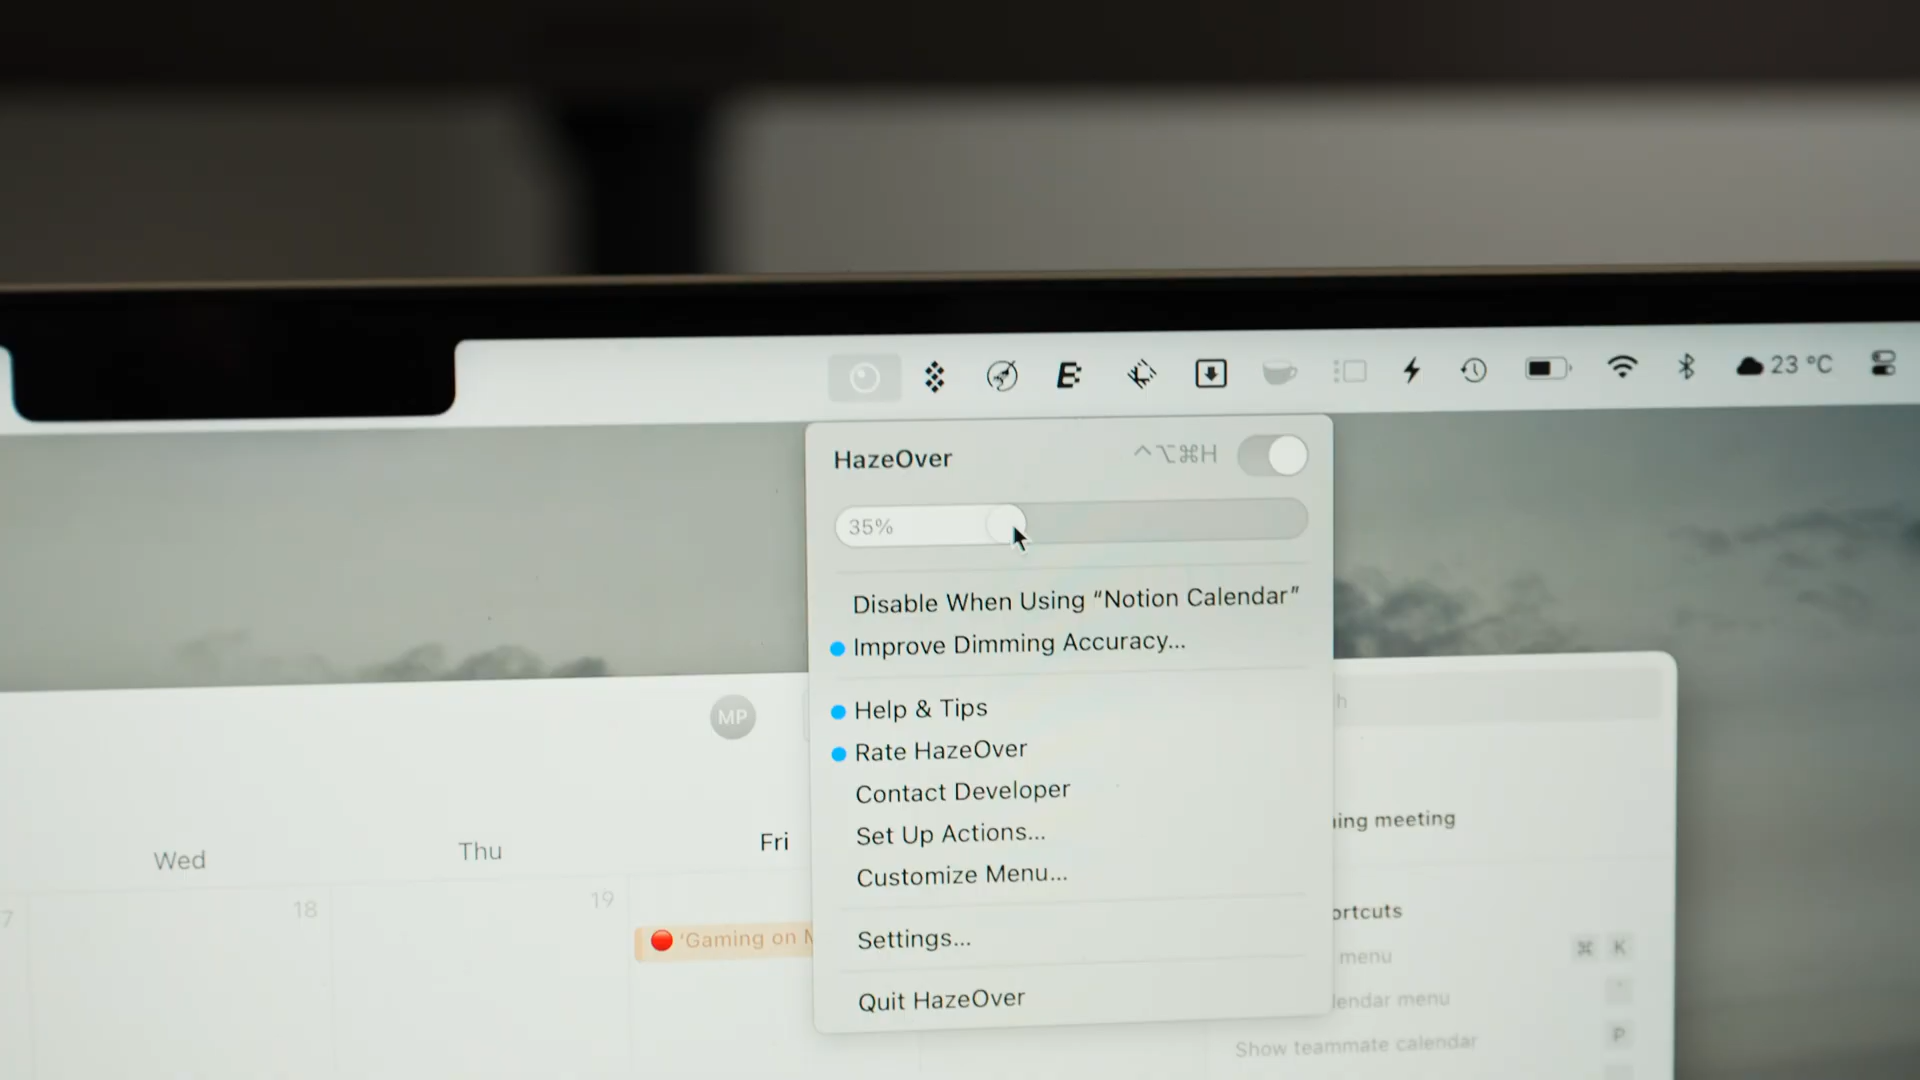 23 °C
HazeOver ^⌥⌘H
35%
Disable When Using “Notion Calendar”
Improve Dimming Accuracy...
Help & Tips
Rate HazeOver
Contact Developer
Set Up Actions...
Customize Menu...
Settings...
Quit HazeOver
MP
Wed Thu Fri
7 18 19
'Gaming on M
h
ing meeting
ortcuts
menu ⌘ K
lendar menu
Show teammate calendar P